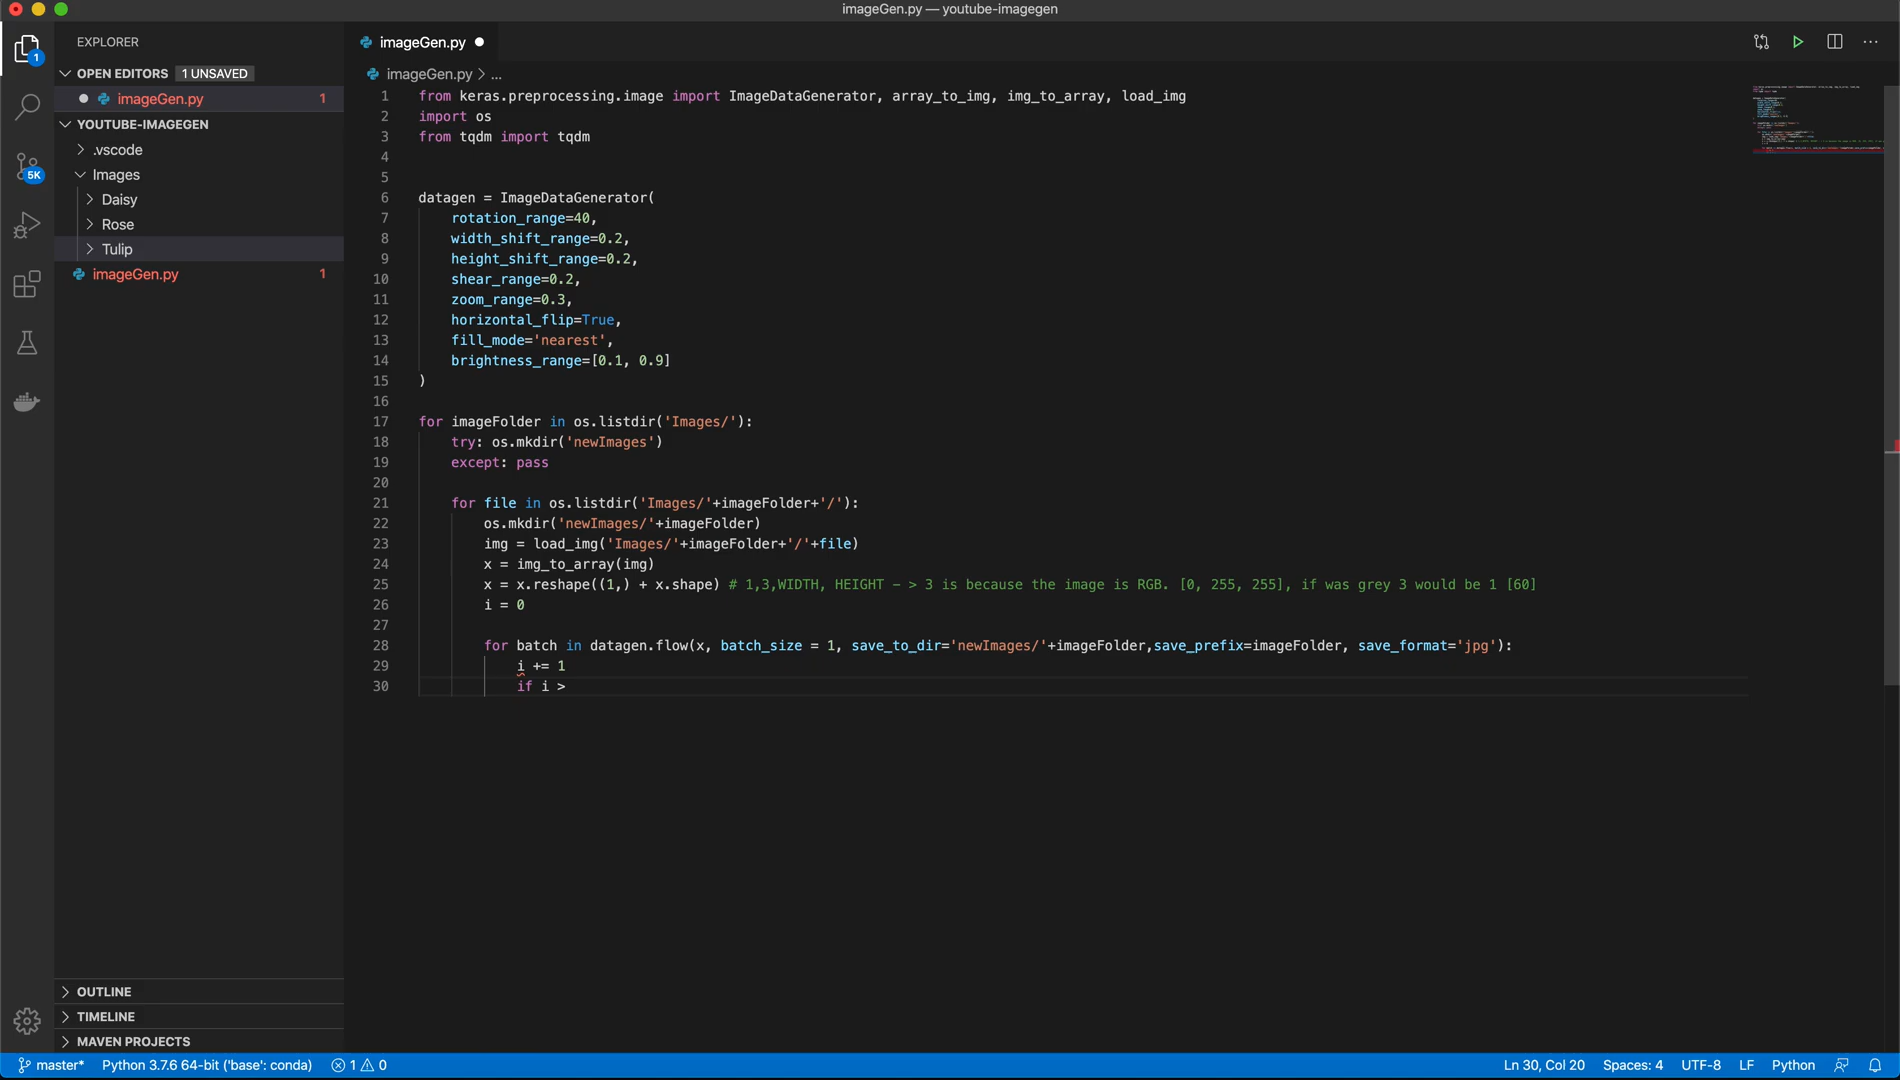 imageGen.py — youtube-imagegen
EXPLORER
OPEN EDITORS 1 UNSAVED
imageGen.py 1
YOUTUBE-IMAGEGEN
.vscode
Images
Daisy
Rose
Tulip
imageGen.py 1
OUTLINE
TIMELINE
MAVEN PROJECTS
1
5K
imageGen.py
imageGen.py > ...
1 from keras.preprocessing.image import ImageDataGenerator, array_to_img, img_to_array, load_img
2 import os
3 from tqdm import tqdm
4
5
6 datagen = ImageDataGenerator(
7     rotation_range=40,
8     width_shift_range=0.2,
9     height_shift_range=0.2,
10     shear_range=0.2,
11     zoom_range=0.3,
12     horizontal_flip=True,
13     fill_mode='nearest',
14     brightness_range=[0.1, 0.9]
15 )
16
17 for imageFolder in os.listdir('Images/'):
18     try: os.mkdir('newImages')
19     except: pass
20
21     for file in os.listdir('Images/'+imageFolder+'/'):
22         os.mkdir('newImages/'+imageFolder)
23         img = load_img('Images/'+imageFolder+'/'+file)
24         x = img_to_array(img)
25         x = x.reshape((1,) + x.shape) # 1,3,WIDTH, HEIGHT - > 3 is because the image is RGB. [0, 255, 255], if was grey 3 would be 1 [60]
26         i = 0
27
28         for batch in datagen.flow(x, batch_size = 1, save_to_dir='newImages/'+imageFolder,save_prefix=imageFolder, save_format='jpg'):
29             i += 1
30             if i >
master* Python 3.7.6 64-bit ('base': conda) 1 0 Ln 30, Col 20 Spaces: 4 UTF-8 LF Python